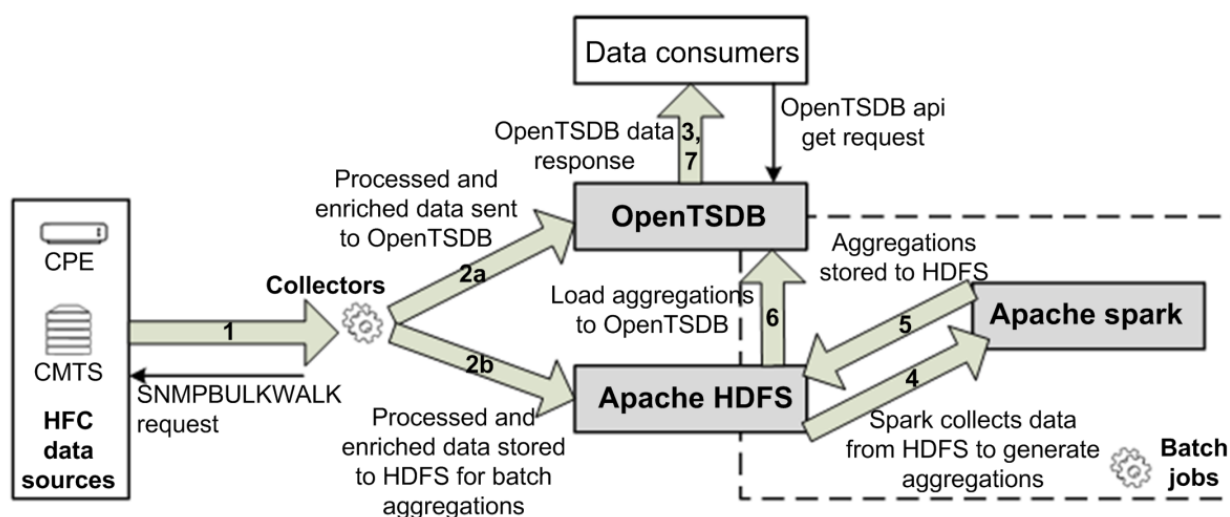 Data consumers
OpenTSDB data
response
3,
7
OpenTSDB api
get request
Processed and
enriched data sent
to OpenTSDB
OpenTSDB
CPE
CMTS
HFC
data
sources
1
SNMPBULKWALK
request
Collectors
2a
2b
Processed and
enriched data stored
to HDFS for batch
aggregations
Load aggregations
to OpenTSDB
6
Apache HDFS
Aggregations
stored to HDFS
5
4
Apache spark
Spark collects data
from HDFS to generate
aggregations
Batch
jobs